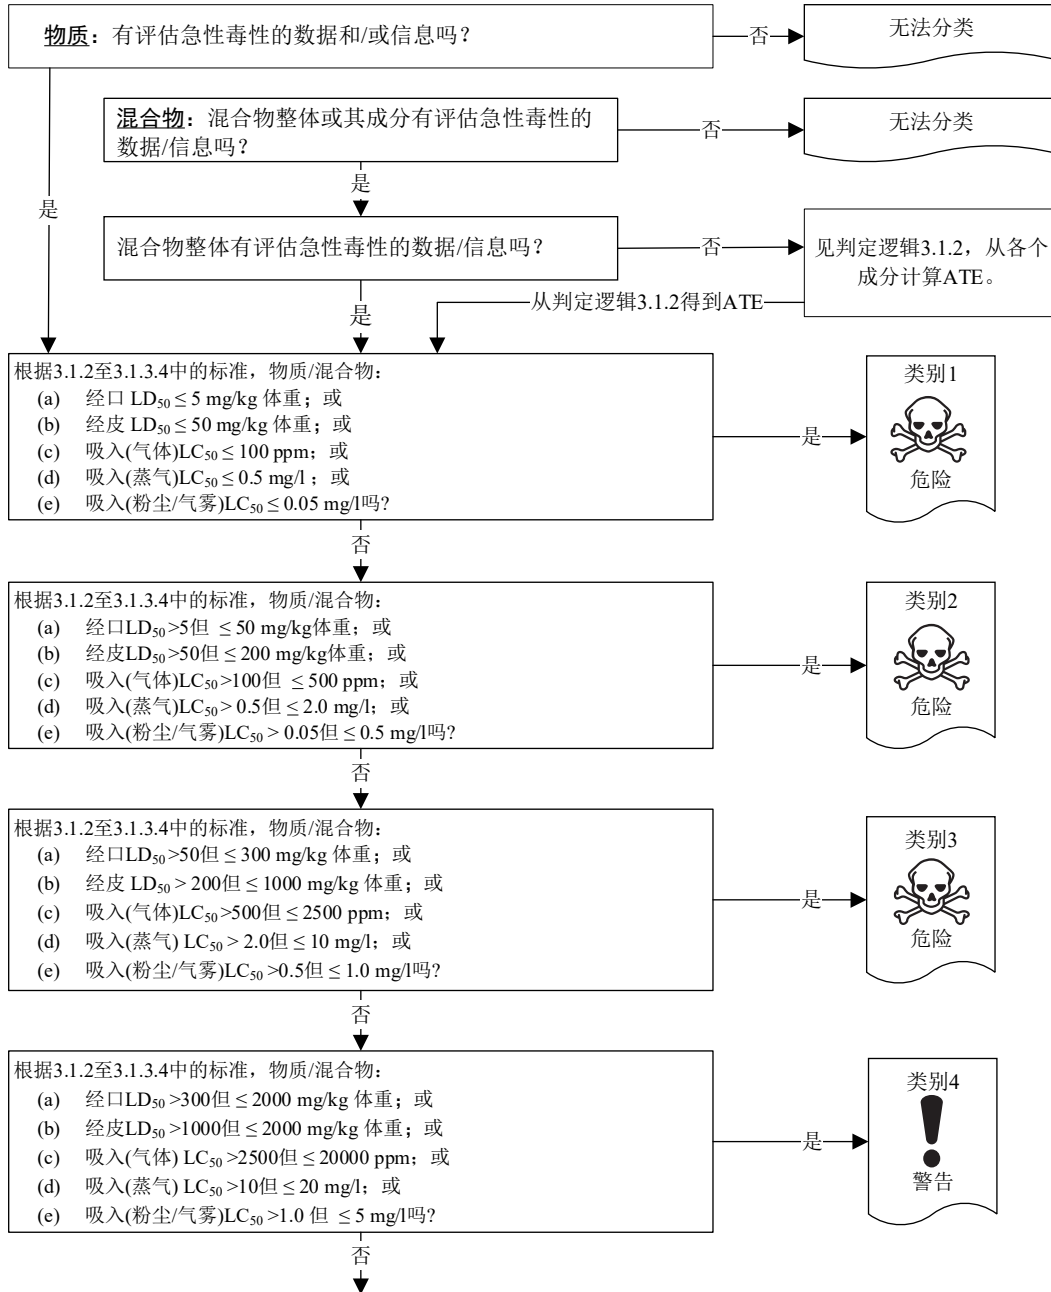 物质：有评估急性毒性的数据和/或信息吗？
否
无法分类
混合物：混合物整体或其成分有评估急性毒性的
数据/信息吗？
否
无法分类
是
是
混合物整体有评估急性毒性的数据/信息吗？
否
见判定逻辑3.1.2，从各个
成分计算ATE。
从判定逻辑3.1.2得到ATE
是
根据3.1.2至3.1.3.4中的标准，物质/混合物：
(a) 经口 LD50 ≤ 5 mg/kg 体重；或
(b) 经皮 LD50 ≤ 50 mg/kg 体重；或
(c) 吸入(气体)LC50 ≤ 100 ppm；或
(d) 吸入(蒸气)LC50 ≤ 0.5 mg/l；或
(e) 吸入(粉尘/气雾)LC50 ≤ 0.05 mg/l吗?
是
类别1
危险
否
根据3.1.2至3.1.3.4中的标准，物质/混合物：
(a) 经口LD50 >5但 ≤ 50 mg/kg体重；或
(b) 经皮LD50 >50但 ≤ 200 mg/kg体重；或
(c) 吸入(气体)LC50 >100但 ≤ 500 ppm；或
(d) 吸入(蒸气)LC50 > 0.5但 ≤ 2.0 mg/l；或
(e) 吸入(粉尘/气雾)LC50 > 0.05但 ≤ 0.5 mg/l吗?
是
类别2
危险
否
根据3.1.2至3.1.3.4中的标准，物质/混合物：
(a) 经口LD50 >50但 ≤ 300 mg/kg 体重；或
(b) 经皮 LD50 > 200但 ≤ 1000 mg/kg 体重；或
(c) 吸入(气体)LC50 >500但 ≤ 2500 ppm；或
(d) 吸入(蒸气) LC50 > 2.0但 ≤ 10 mg/l；或
(e) 吸入(粉尘/气雾)LC50 >0.5但 ≤ 1.0 mg/l吗?
是
类别3
危险
否
根据3.1.2至3.1.3.4中的标准，物质/混合物：
(a) 经口LD50 >300但 ≤ 2000 mg/kg 体重；或
(b) 经皮LD50 >1000但 ≤ 2000 mg/kg 体重；或
(c) 吸入(气体) LC50 >2500但 ≤ 20000 ppm；或
(d) 吸入(蒸气) LC50 >10但 ≤ 20 mg/l；或
(e) 吸入(粉尘/气雾)LC50 >1.0 但 ≤ 5 mg/l吗?
是
类别4
警告
否